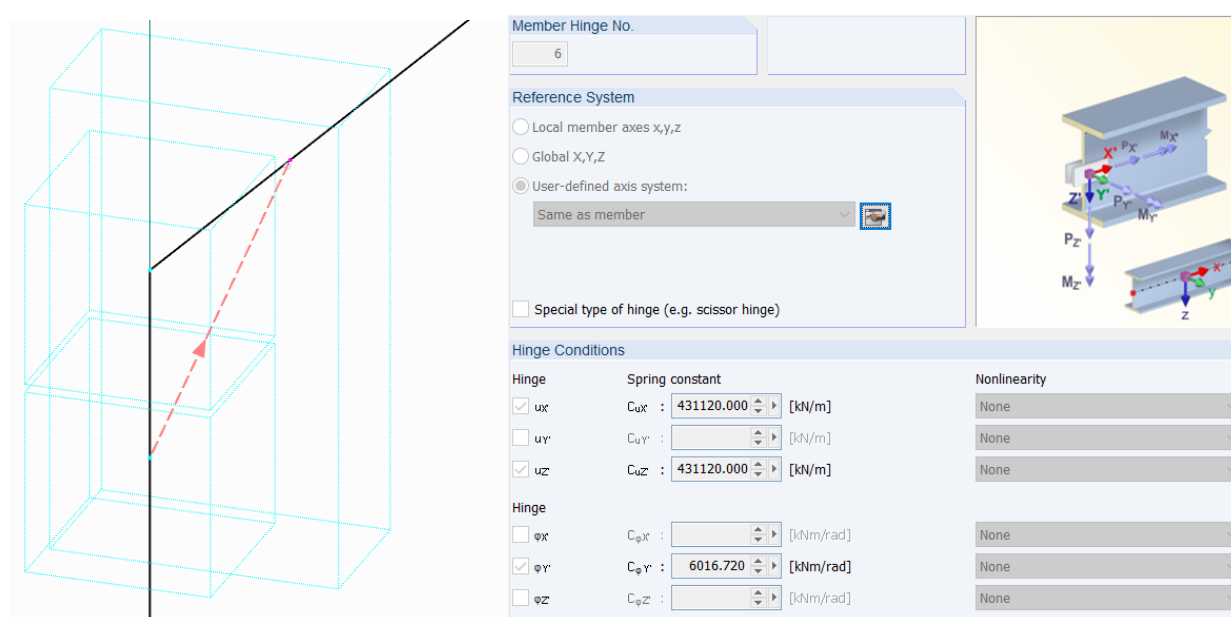 Member Hinge No.
6
Reference System
Local member axes x,y,z
Global X,Y,Z
User-defined axis system:
Same as member
Special type of hinge (e.g. scissor hinge)
X'
PX'
MX'
Z'
Y'
PY'
MY'
PZ'
MZ'
x
y
z
Hinge Conditions
Hinge Spring constant Nonlinearity
uX' CuX' : 431120.000 [kN/m] None
uY' CuY' : [kN/m] None
uZ' CuZ' : 431120.000 [kN/m] None
Hinge
φX' CφX' : [kNm/rad] None
φY' CφY' : 6016.720 [kNm/rad] None
φZ' CφZ' : [kNm/rad] None